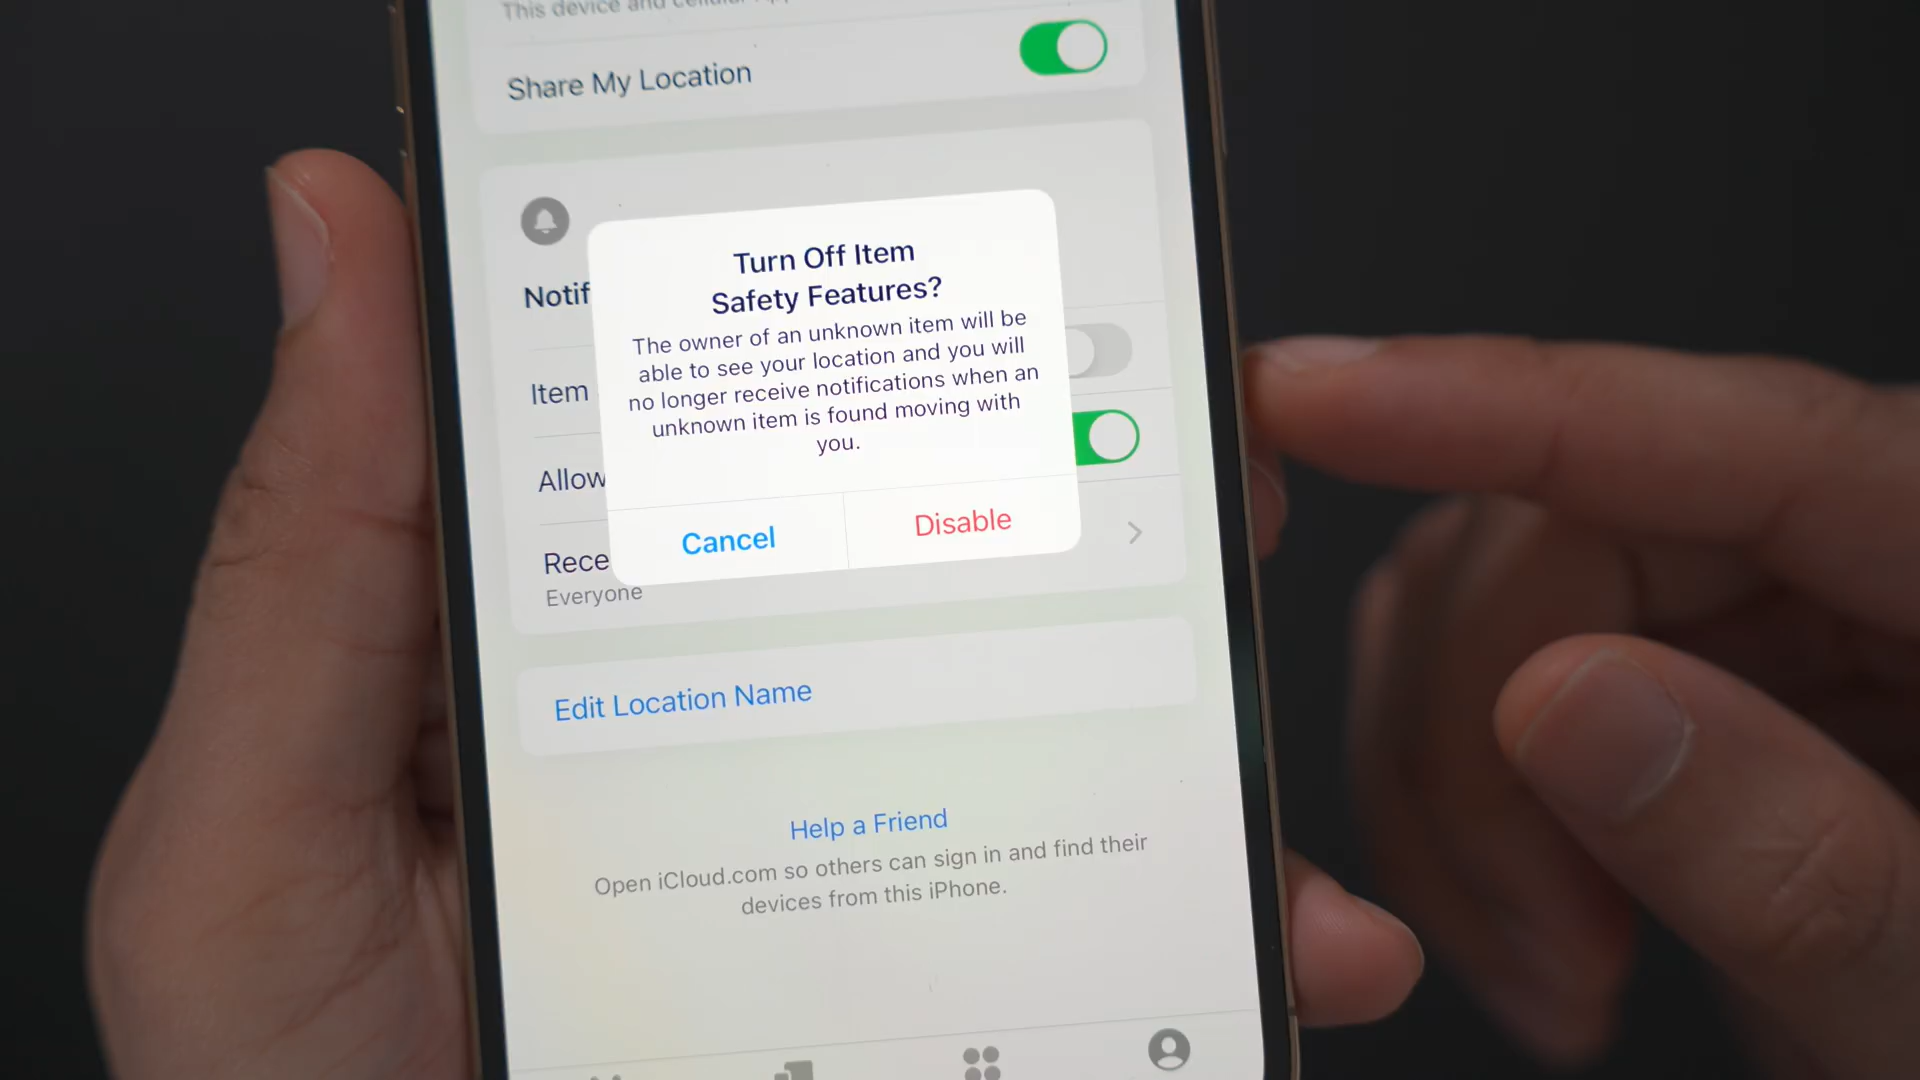 This device and
Share My Location
Turn Off Item
Safety Features?
The owner of an unknown item will be
able to see your location and you will
no longer receive notifications when an
unknown item is found moving with
you.
Notif
Item
Allow
Cancel
Disable
Rece
Everyone
Edit Location Name
Help a Friend
Open iCloud.com so others can sign in and find their
devices from this iPhone.